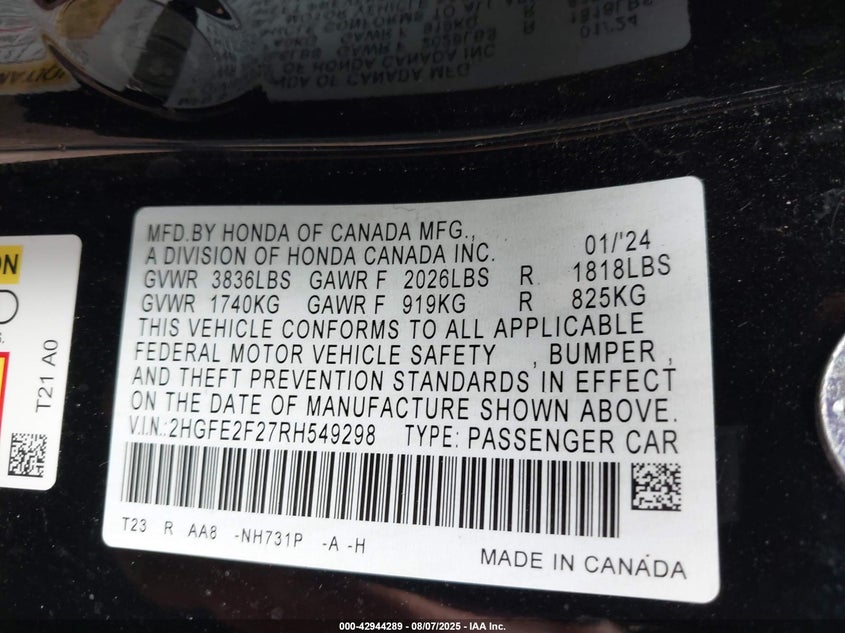 MFD.BY HONDA OF CANADA MFG.,
A DIVISION OF HONDA CANADA INC. 01/'24
GVWR 3836LBS GAWR F 2026LBS R 1818LBS
GVWR 1740KG GAWR F 919KG R 825KG
THIS VEHICLE CONFORMS TO ALL APPLICABLE
FEDERAL MOTOR VEHICLE SAFETY , BUMPER ,
AND THEFT PREVENTION STANDARDS IN EFFECT
ON THE DATE OF MANUFACTURE SHOWN ABOVE.
V.I.N.:2HGFE2F27RH549298 TYPE: PASSENGER CAR
T23 R AA8 -NH731P -A -H
MADE IN CANADA
T21 A0
000-42944289 - 08/07/2025 - IAA Inc.